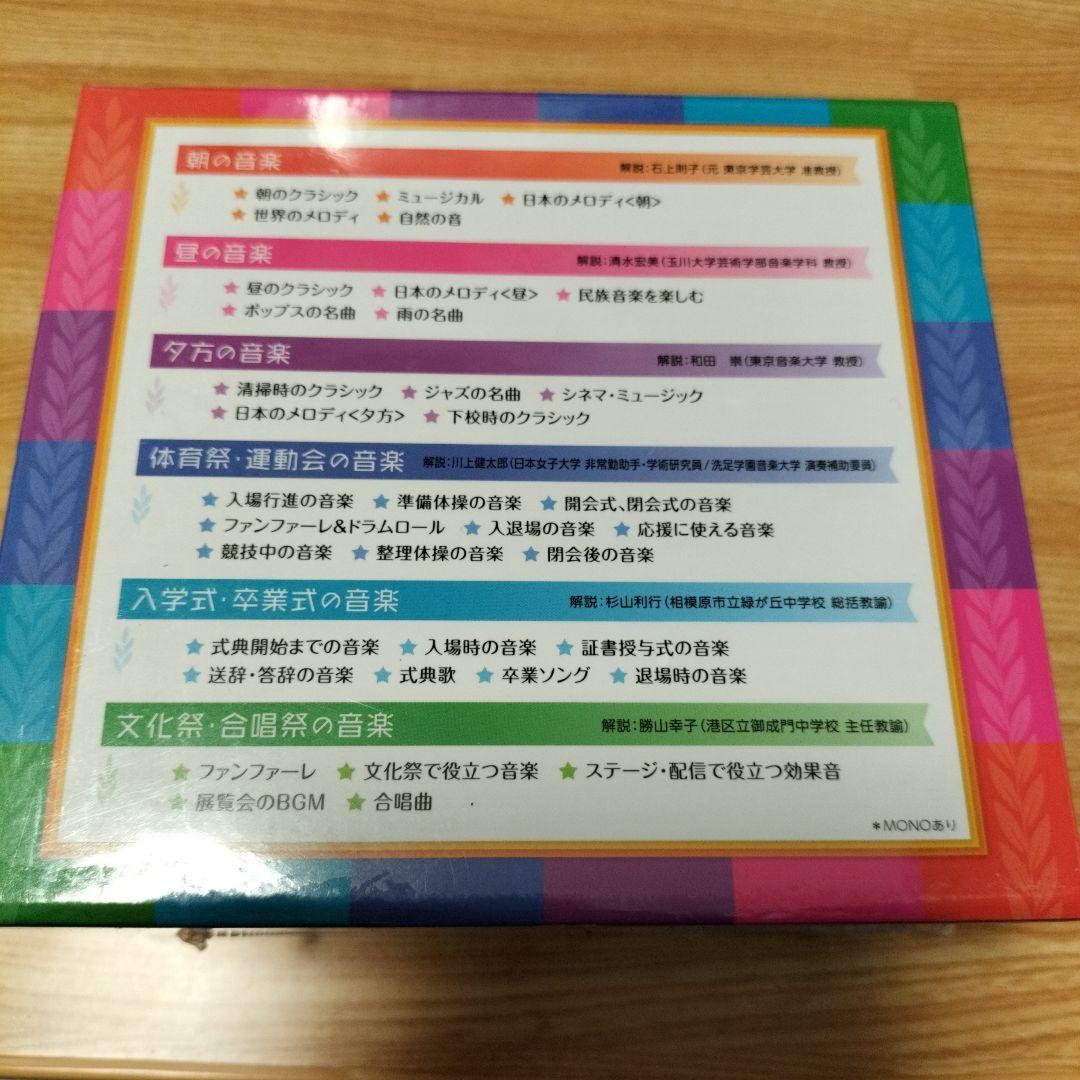 朝の音楽 解説：石上則子（元 東京学芸大学 准教授）
★ 朝のクラシック ★ ミュージカル ★ 日本のメロディ<朝>
★ 世界のメロディ ★ 自然の音
昼の音楽 解説：清水宏美（玉川大学芸術学部音楽学科 教授）
★ 昼のクラシック ★ 日本のメロディ<昼> ★ 民族音楽を楽しむ
★ ポップスの名曲 ★ 雨の名曲
夕方の音楽 解説：和田 崇（東京音楽大学 教授）
★ 清掃時のクラシック ★ ジャズの名曲 ★ シネマ・ミュージック
★ 日本のメロディ<夕方> ★ 下校時のクラシック
体育祭・運動会の音楽 解説：川上健太郎（日本女子大学 非常勤助手・学術研究員/洗足学園音楽大学 演奏補助要員）
★ 入場行進の音楽 ★ 準備体操の音楽 ★ 開会式、閉会式の音楽
★ ファンファーレ&ドラムロール ★ 入退場の音楽 ★ 応援に使える音楽
★ 競技中の音楽 ★ 整理体操の音楽 ★ 閉会後の音楽
入学式・卒業式の音楽 解説：杉山利行（相模原市立緑が丘中学校 総括教諭）
★ 式典開始までの音楽 ★ 入場時の音楽 ★ 証書授与式の音楽
★ 送辞・答辞の音楽 ★ 式典歌 ★ 卒業ソング ★ 退場時の音楽
文化祭・合唱祭の音楽 解説：勝山幸子（港区立御成門中学校 主任教諭）
★ ファンファーレ ★ 文化祭で役立つ音楽 ★ ステージ・配信で役立つ効果音
★ 展覧会のBGM ★ 合唱曲
＊MONOあり